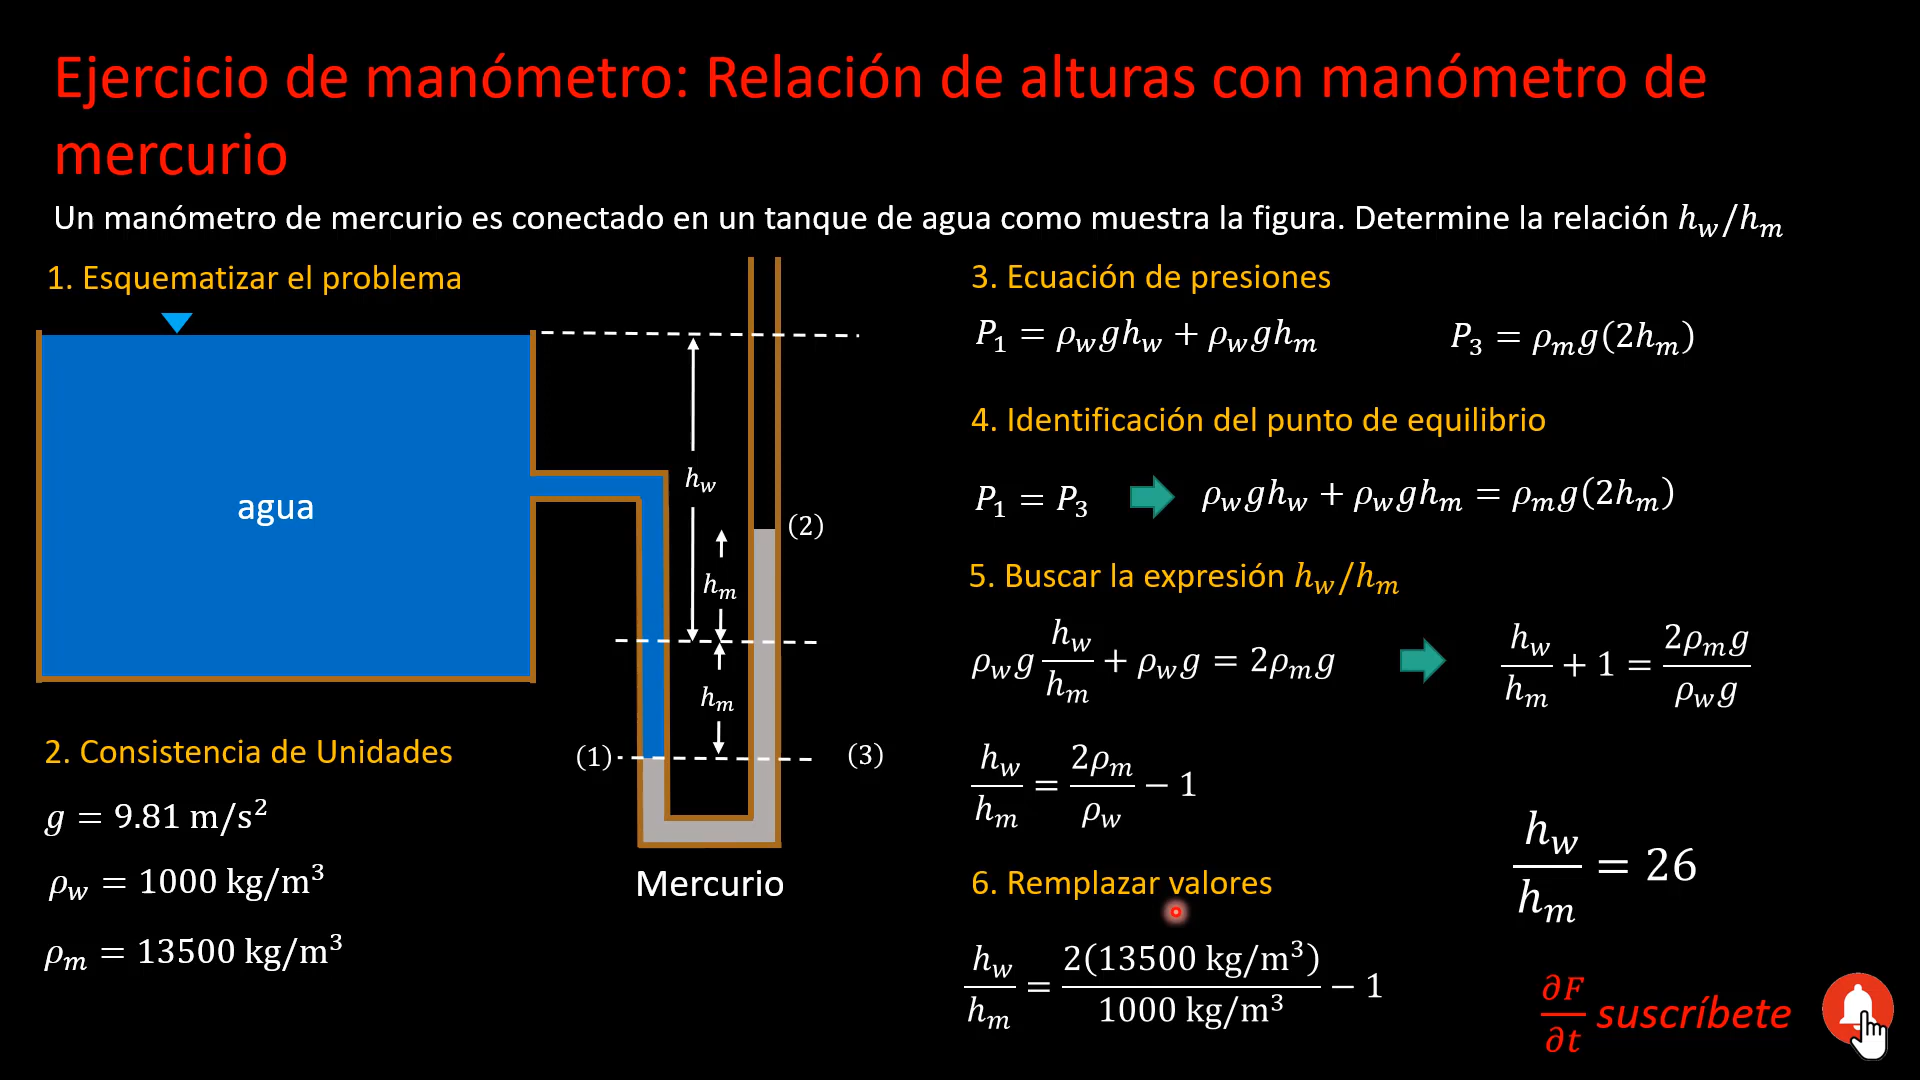 Ejercicio de manómetro: Relación de alturas con manómetro de
mercurio
Un manómetro de mercurio es conectado en un tanque de agua como muestra la figura. Determine la relación h_w/h_m
1. Esquematizar el problema
agua
h_w
(2)
h_m
h_m
(1)
(3)
Mercurio
2. Consistencia de Unidades
g = 9.81 m/s²
ρ_w = 1000 kg/m³
ρ_m = 13500 kg/m³
3. Ecuación de presiones
P₁ = ρ_w g h_w + ρ_w g h_m
P₃ = ρ_m g(2h_m)
4. Identificación del punto de equilibrio
P₁ = P₃
ρ_w g h_w + ρ_w g h_m = ρ_m g(2h_m)
5. Buscar la expresión h_w/h_m
ρ_w g h_w/h_m + ρ_w g = 2ρ_m g
h_w/h_m + 1 = 2ρ_m g/ρ_w g
h_w/h_m = 2ρ_m/ρ_w − 1
6. Remplazar valores
h_w/h_m = 2(13500 kg/m³)/1000 kg/m³ − 1
h_w/h_m = 26
∂F/∂t suscríbete